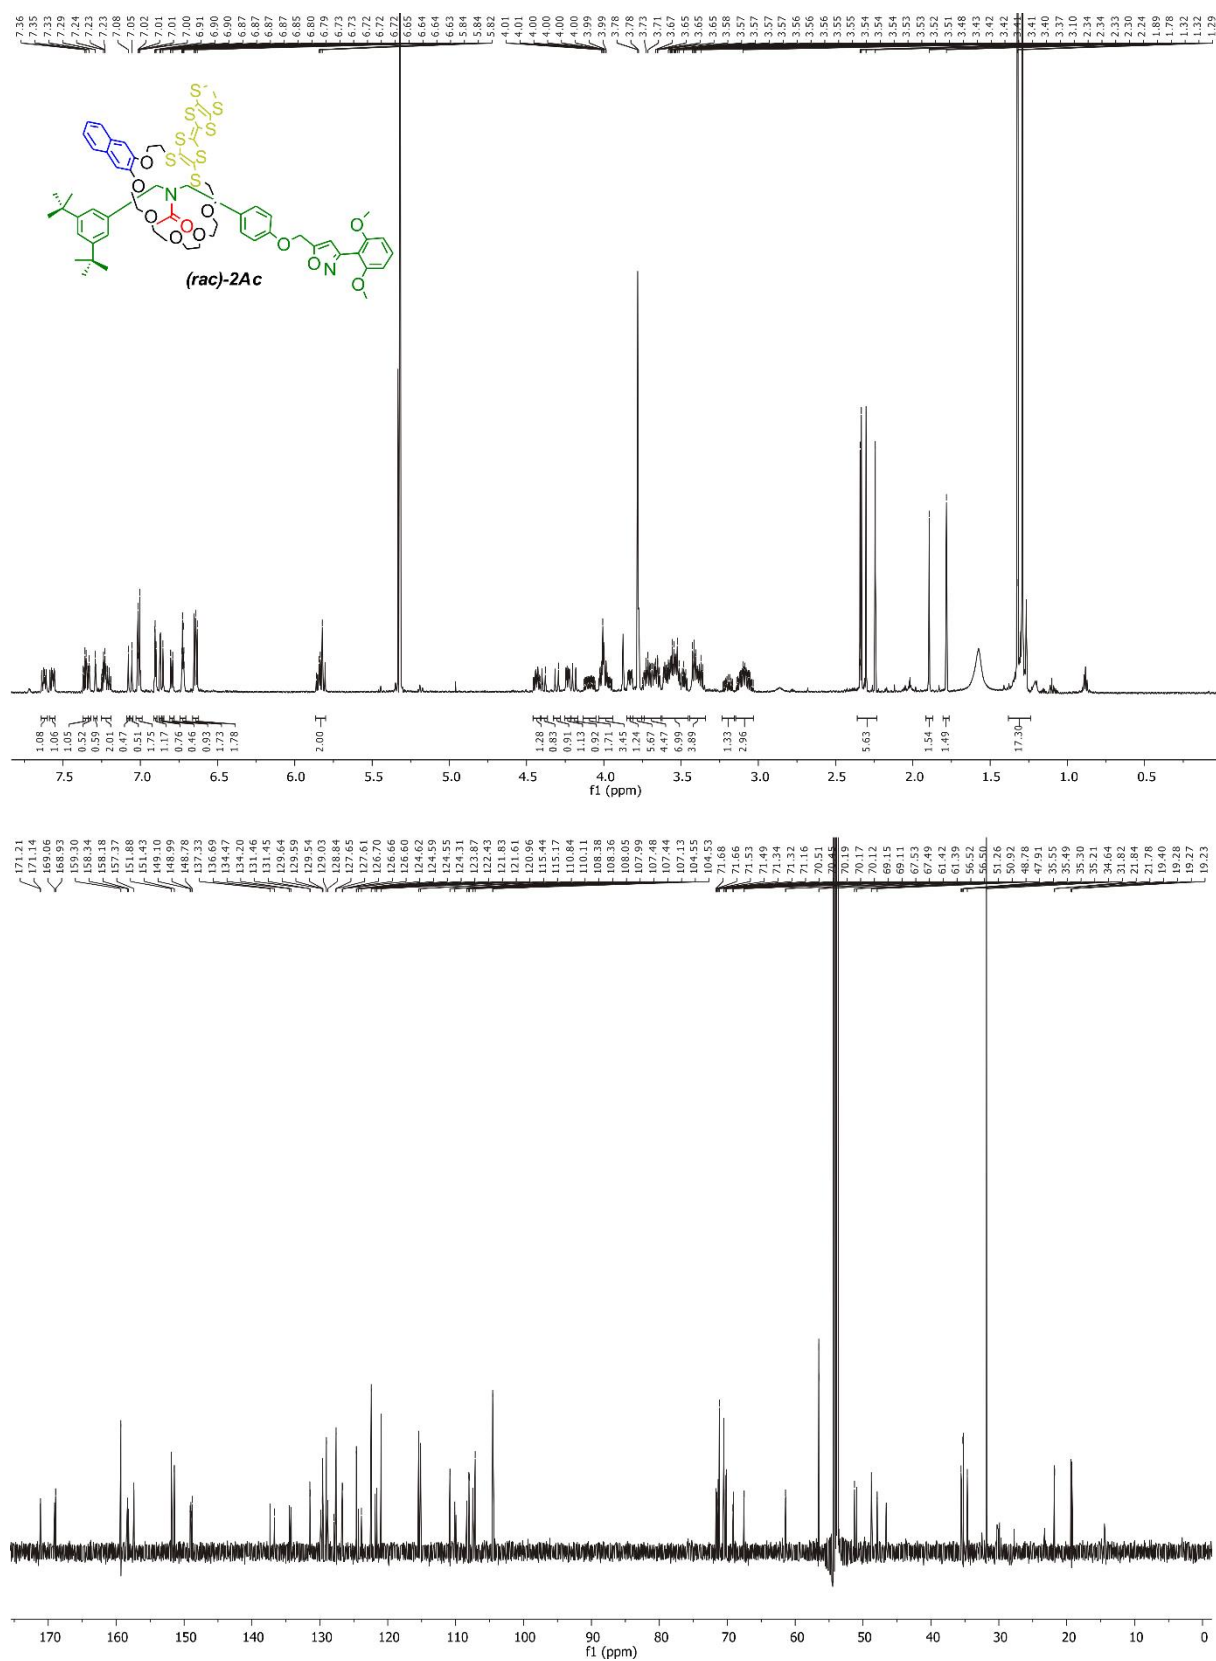 7.36 7.35 7.33 7.29 7.24 7.23 7.23 7.08 7.05 7.02 7.01 7.01 7.00 6.91 6.90 6.90 6.87 6.87 6.87 6.87 6.85 6.80 6.79 6.73 6.73 6.72 6.72 6.72 6.65 6.64 6.64 6.63 5.84 5.84 5.82 4.01 4.01 4.00 4.00 4.00 4.00 3.99 3.99 3.78 3.78 3.73 3.71 3.67 3.65 3.65 3.65 3.58 3.57 3.57 3.57 3.56 3.56 3.56 3.55 3.55 3.54 3.54 3.54 3.53 3.53 3.52 3.51 3.48 3.43 3.42 3.42 3.41 3.41 3.40 3.37 3.10 2.34 2.34 2.33 2.30 2.24 1.89 1.78 1.32 1.32 1.29
S S S S S S S S
O O O O O O O
N
O
O
O N
O
O
(rac)-2Ac
1.08 1.06 1.05 0.52 0.59 2.01 0.47 0.51 1.75 1.17 0.76 0.46 0.93 1.73 1.78 2.00 1.28 0.83 0.91 1.13 0.92 1.71 3.45 1.24 5.67 4.47 6.99 3.89 1.33 2.96 5.63 1.54 1.49 17.30
7.5 7.0 6.5 6.0 5.5 5.0 4.5 4.0 3.5 3.0 2.5 2.0 1.5 1.0 0.5
f1 (ppm)
171.21 171.14 169.06 168.93 159.30 158.34 158.18 157.37 151.88 151.43 149.10 148.99 148.78 137.33 136.69 134.47 134.20 131.46 131.45 129.64 129.59 129.54 129.03 128.84 127.65 127.61 126.70 126.66 126.60 124.62 124.59 124.55 124.31 123.87 122.43 121.83 121.61 120.96 115.44 115.17 110.84 110.11 108.38 108.36 108.05 107.99 107.48 107.44 107.13 104.55 104.53 71.68 71.66 71.53 71.49 71.34 71.32 71.16 70.51 70.45 70.19 70.17 70.12 69.15 69.11 67.53 67.49 61.42 61.39 56.52 56.50 51.26 50.92 48.78 47.91 35.55 35.49 35.30 35.21 34.64 31.82 21.84 21.78 19.40 19.28 19.27 19.23
170 160 150 140 130 120 110 100 90 80 70 60 50 40 30 20 10 0
f1 (ppm)